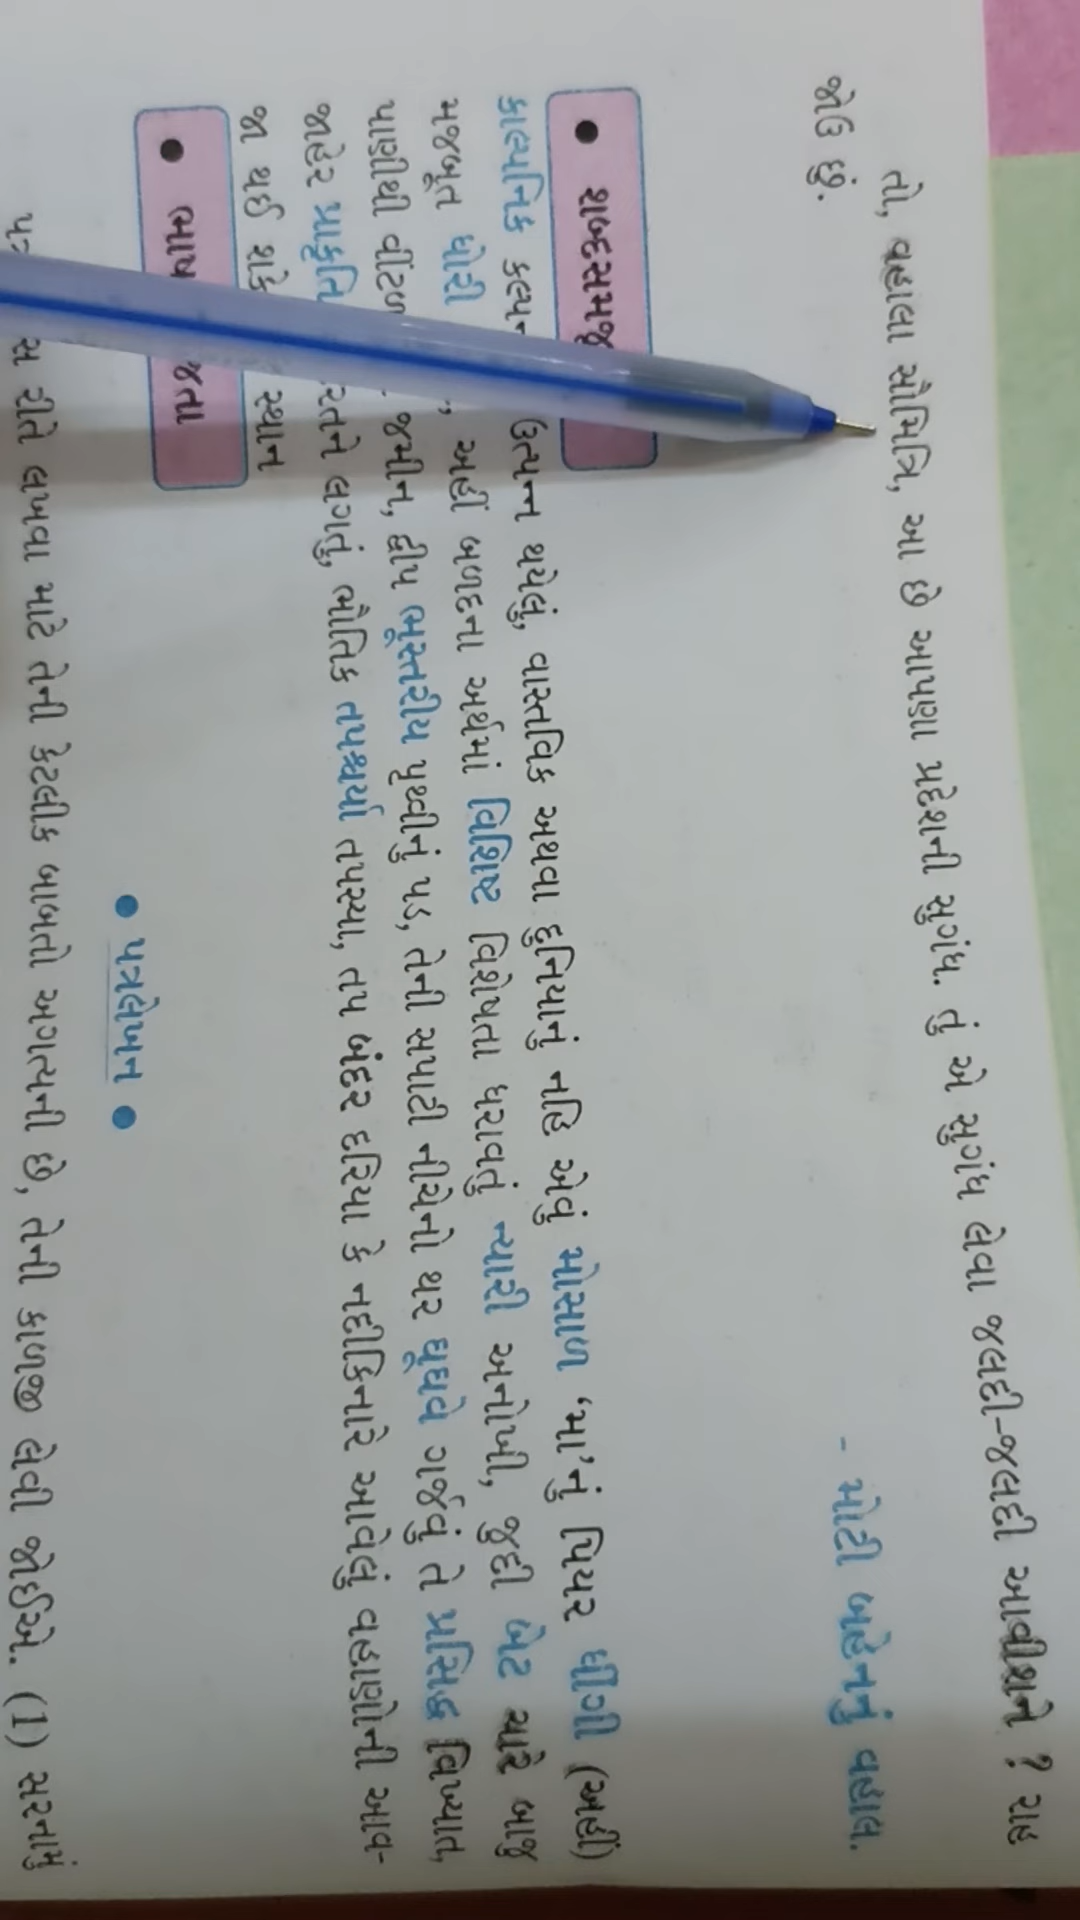 તો, વ્હાલા સૌમિત્રિ, આ છે આપણા પ્રદેશની સુગંધ. તું એ સુગંધ લેવા જલદી-જલદી આવીશને ? રાહ
જોઉં છું.
- મોટી બહેનનું વહાલ.
• શબ્દસમજૂ
કાલ્પનિક ઉત્પન્ન થયેલું, વાસ્તવિક અથવા દુનિયાનું નહિ એવું મોસાળ ‘મા’નું પિયર ધીંગી (અહીં)
મજબૂત ધોરી અહીં બળદના અર્થમાં વિશિષ્ટ વિશેષતા ધરાવતું ન્યારી અનોખી, જુદી બેટ ચારે બાજુ
પાણીથી જમીન, દ્વીપ ભૂસ્તરીય પૃથ્વીનું પડ, તેની સપાટી નીચેનો થર ઘૂઘવે ગર્જવું તે પ્રસિદ્ધ વિખ્યાત,
જાહેર લગતું, ભૌતિક તપશ્ચર્યા તપસ્યા, તપ બંદર દરિયા કે નદીકિનારે આવેલું વહાણોની આવ-
જા થઈ શકે સ્થાન
• સજ્જતા
• પત્રલેખન •
રીતે લખવા માટે તેની કેટલીક બાબતો અગત્યની છે, તેની કાળજી લેવી જોઈએ. (1) સરનામું